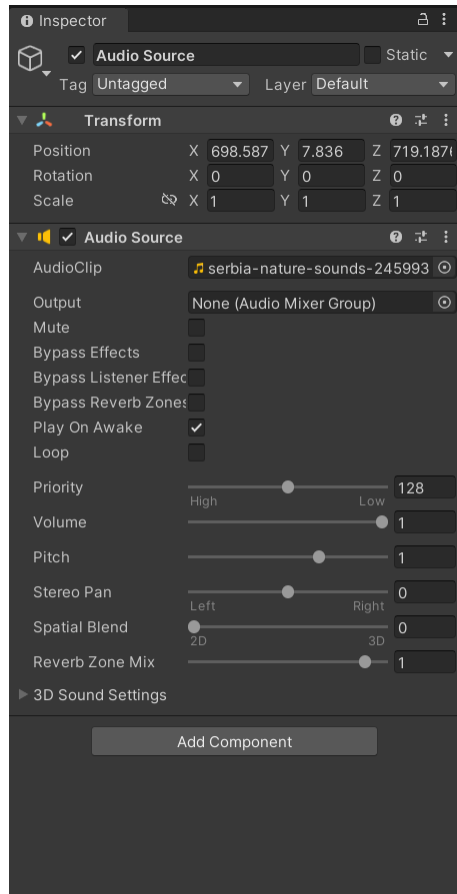 Inspector
Audio Source Static
Tag Untagged Layer Default
Transform
Position X 698.587 Y 7.836 Z 719.187
Rotation X 0 Y 0 Z 0
Scale X 1 Y 1 Z 1
Audio Source
AudioClip serbia-nature-sounds-245993
Output None (Audio Mixer Group)
Mute
Bypass Effects
Bypass Listener Effec
Bypass Reverb Zones
Play On Awake
Loop
Priority 128
High Low
Volume 1
Pitch 1
Stereo Pan 0
Left Right
Spatial Blend 0
2D 3D
Reverb Zone Mix 1
3D Sound Settings
Add Component